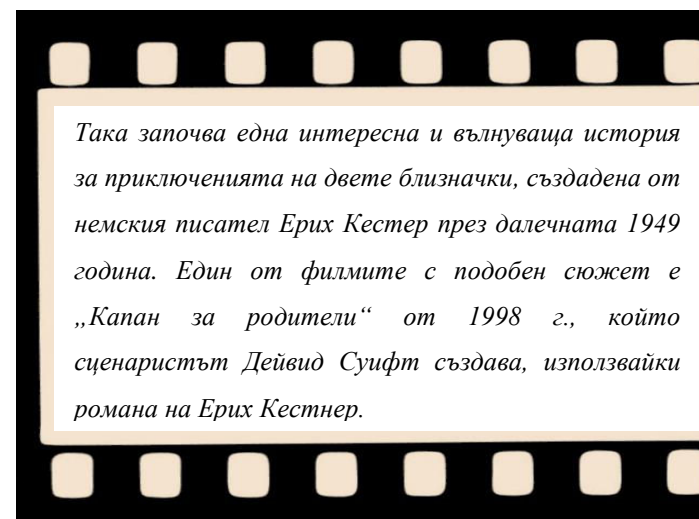 Така започва една интересна и вълнуваща история
за приключенията на двете близначки, създадена от
немския писател Ерих Кестер през далечната 1949
година. Един от филмите с подобен сюжет е
„Капан за родители“ от 1998 г., който
сценаристът Дейвид Суифт създава, използвайки
романа на Ерих Кестнер.